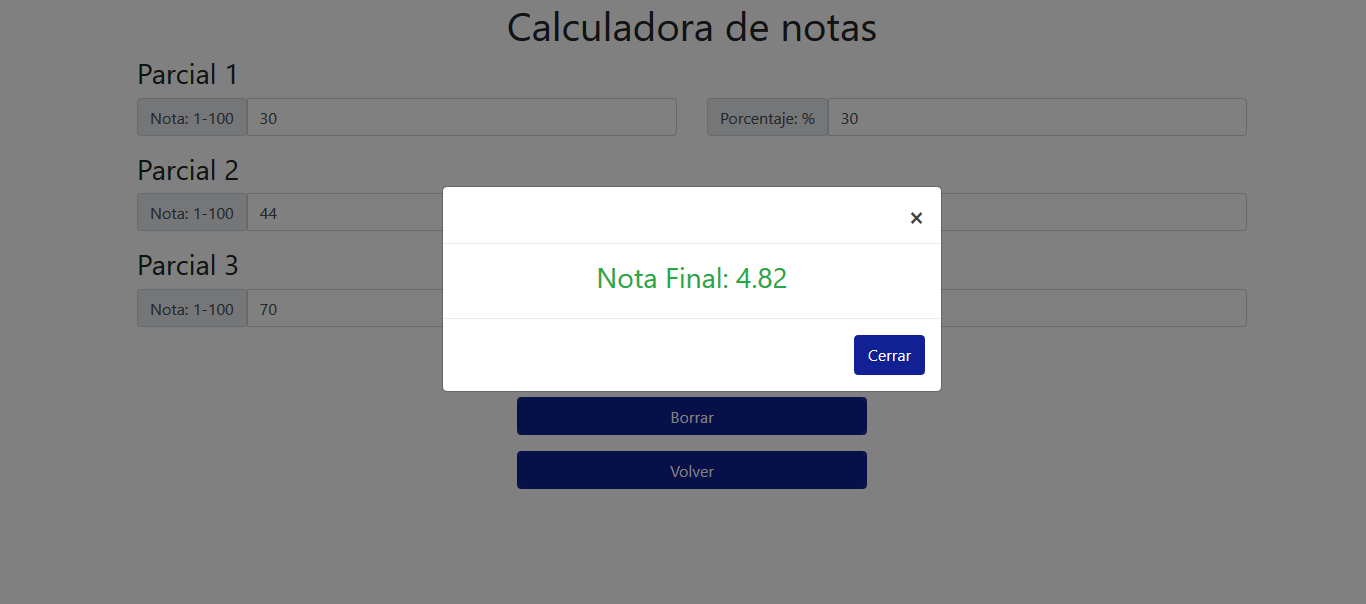 Calculadora de notas
Parcial 1
Nota: 1-100 30 Porcentaje: % 30
Parcial 2
Nota: 1-100 44
Parcial 3
Nota: 1-100 70
×
Nota Final: 4.82
Cerrar
Borrar
Volver